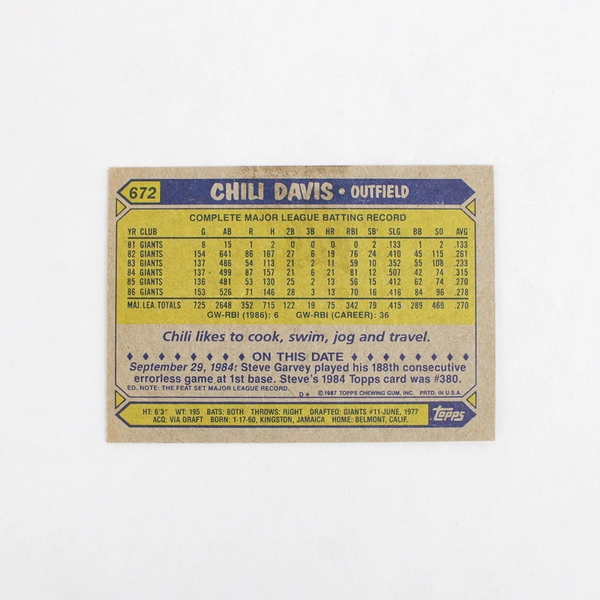 672 CHILI DAVIS • OUTFIELD
COMPLETE MAJOR LEAGUE BATTING RECORD
YR CLUB G AB R H 2B 3B HR RBI SB SLG BB SO AVG
81 GIANTS 8 15 1 2 0 0 0 0 2 .133 1 2 .133
82 GIANTS 154 641 86 167 27 6 19 76 24 .410 45 115 .261
83 GIANTS 137 486 54 113 21 2 11 59 10 .352 55 108 .233
84 GIANTS 137 499 87 157 21 6 21 81 12 .507 42 74 .315
85 GIANTS 136 481 53 130 25 2 13 56 15 .412 62 74 .270
86 GIANTS 153 526 71 146 28 3 13 70 16 .416 84 96 .278
MAJ. LEA. TOTALS 725 2648 352 715 122 19 75 342 79 .415 289 469 .270
GW-RBI (1986): 6 GW-RBI (CAREER): 36
Chili likes to cook, swim, jog and travel.
ON THIS DATE
September 29, 1984: Steve Garvey played his 188th consecutive
errorless game at 1st base. Steve's 1984 Topps card was #380.
ED. NOTE: THE FEAT SET MAJOR LEAGUE RECORD.
D* © 1987 TOPPS CHEWING GUM, INC. PRTD. IN U.S.A.
HT: 6'3" WT: 195 BATS: BOTH THROWS: RIGHT DRAFTED: GIANTS #11-JUNE, 1977
ACQ: VIA DRAFT BORN: 1-17-60, KINGSTON, JAMAICA HOME: BELMONT, CALIF.
topps